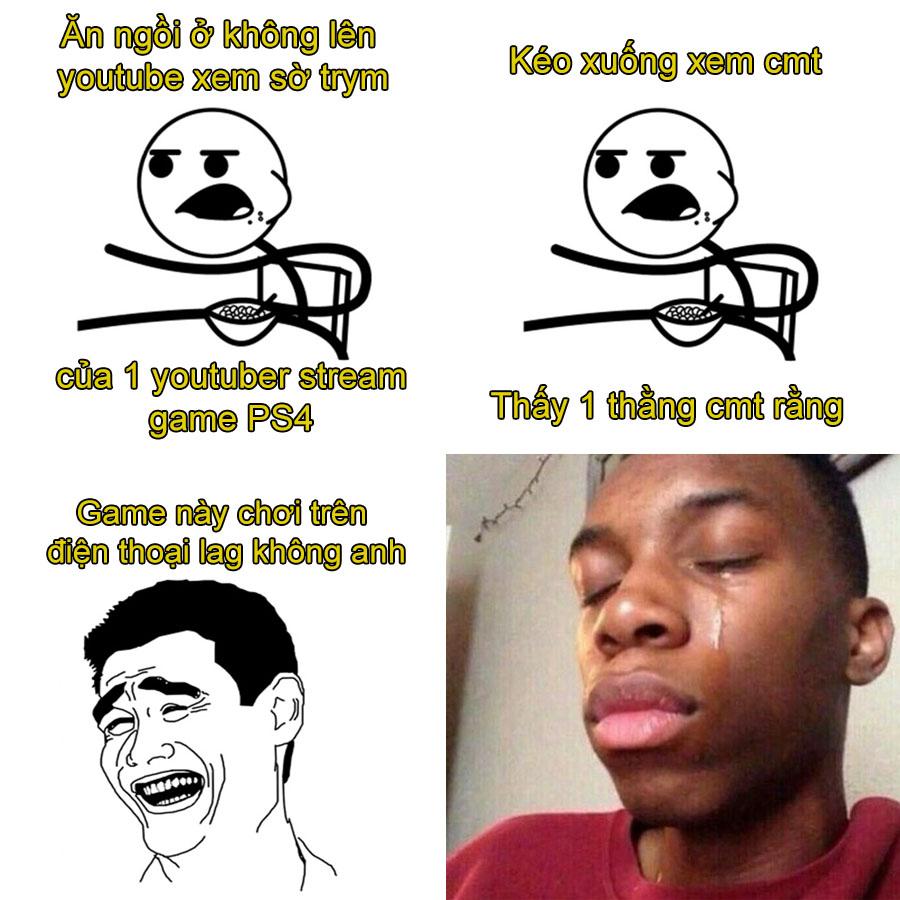 Ăn ngồi ở không lên
youtube xem sờ trym
của 1 youtuber stream
game PS4
Kéo xuống xem cmt
Thấy 1 thằng cmt rằng
Game này chơi trên
điện thoại lag không anh